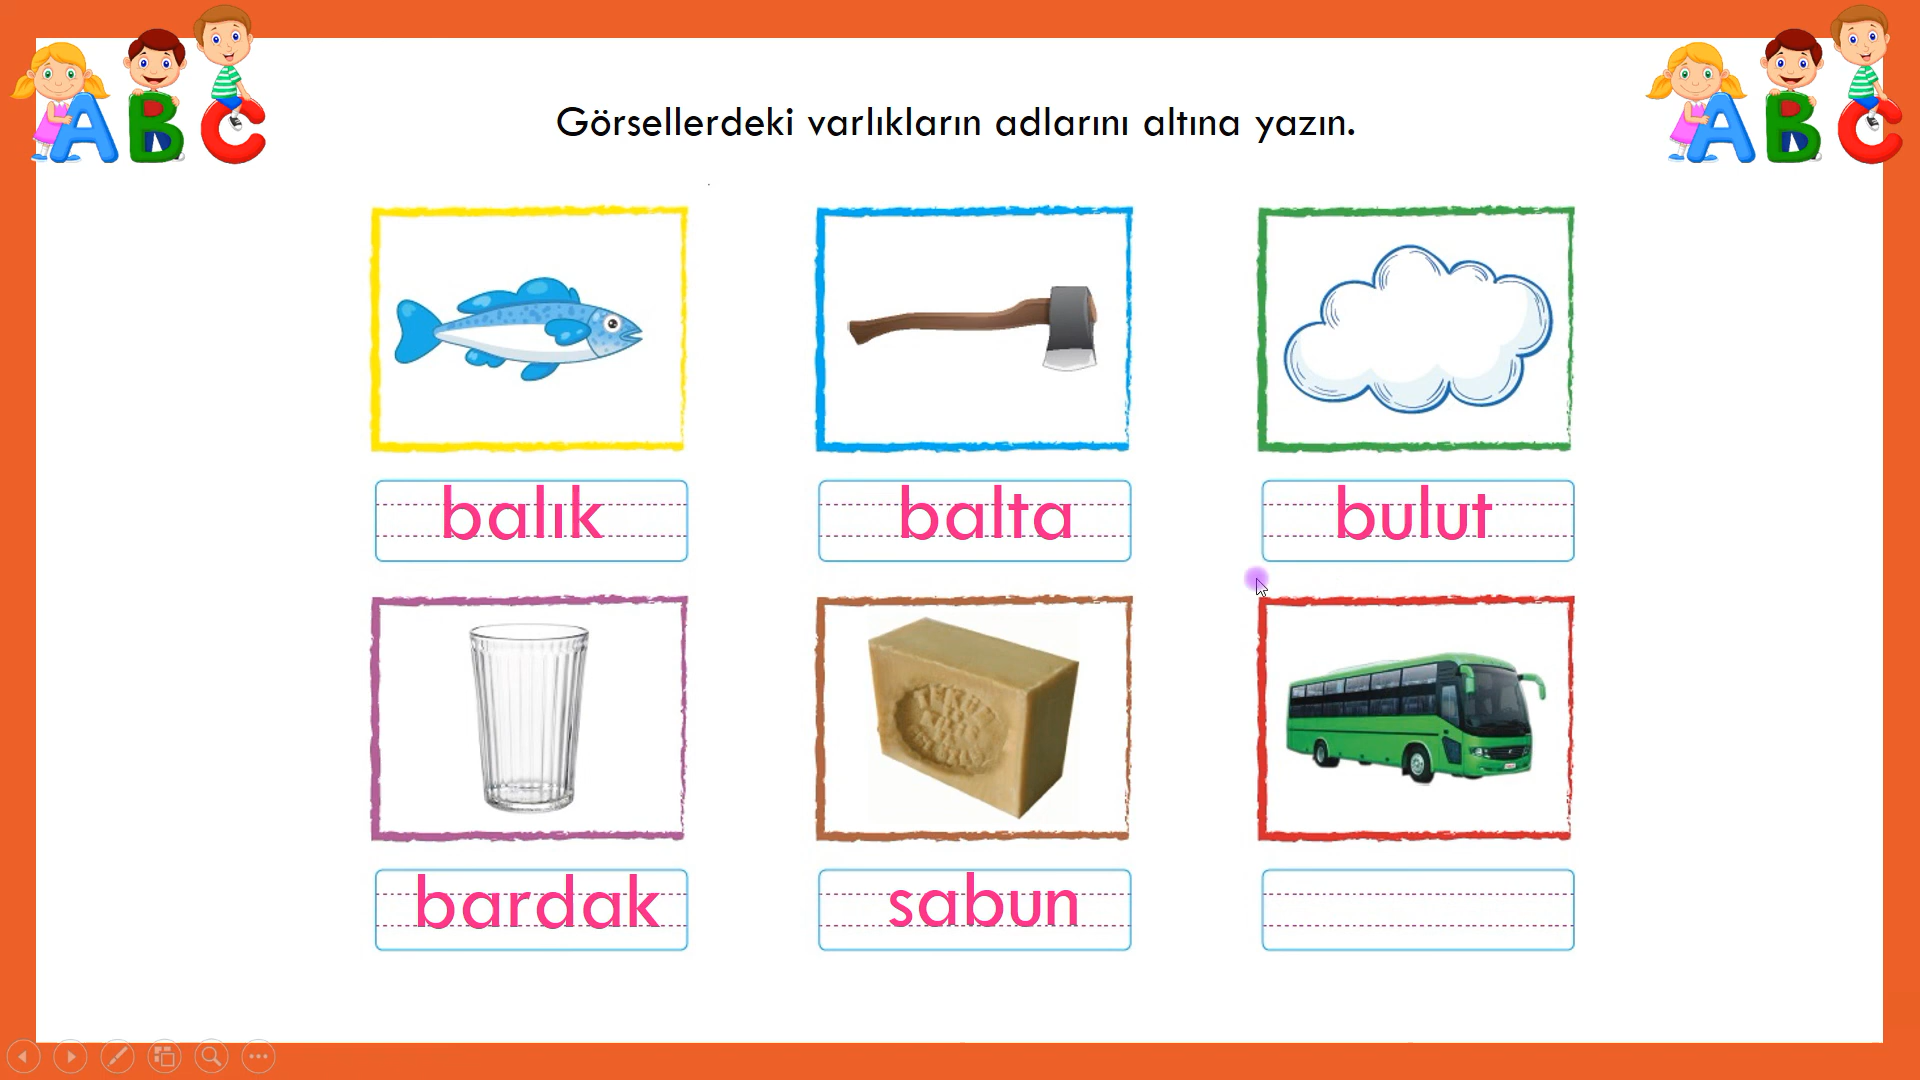 A B C
A B C
Görsellerdeki varlıkların adlarını altına yazın.
balık
balta
bulut
bardak
sabun